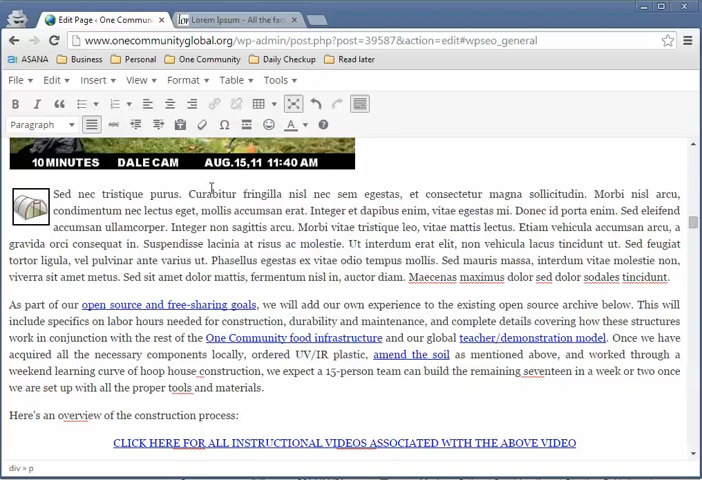 Edit Page ‹ One Commun
Lorem Ipsum - All the fac
www.onecommunityglobal.org/wp-admin/post.php?post=39587&action=edit#wpseo_general
a! ASANA Business Personal One Community Daily Checkup Read later
File Edit Insert VIEW Format Table Tools
B I
Paragraph ABC Ω A
10 MINUTES DALE CAM AUG.15,11 11:40 AM
Sed nec tristique purus. Curabitur fringilla nisl nec sem egestas, et consectetur magna sollicitudin. Morbi nisl arcu,
condimentum nec lectus eget, mollis accumsan erat. Integer et dapibus enim, vitae egestas mi. Donec id porta enim. Sed eleifend
accumsan ullamcorper. Integer non sagittis arcu. Morbi vitae tristique leo, vitae mattis lectus. Etiam vehicula accumsan arcu, a
gravida orci consequat in. Suspendisse lacinia at risus ac molestie. Ut interdum erat elit, non vehicula lacus tincidunt ut. Sed feugiat
tortor ligula, vel pulvinar ante varius ut. Phasellus egestas ex vitae odio tempus mollis. Sed mauris massa, interdum vitae molestie non,
viverra sit amet metus. Sed sit amet dolor mattis, fermentum nisl in, auctor diam. Maecenas maximus dolor sed dolor sodales tincidunt.
As part of our open source and free-sharing goals, we will add our own experience to the existing open source archive below. This will
include specifics on labor hours needed for construction, durability and maintenance, and complete details covering how these structures
work in conjunction with the rest of the One Community food infrastructure and our global teacher/demonstration model. Once we have
acquired all the necessary components locally, ordered UV/IR plastic, amend the soil as mentioned above, and worked through a
weekend learning curve of hoop house construction, we expect a 15-person team can build the remaining seventeen in a week or two once
we are set up with all the proper tools and materials.
Here's an overview of the construction process:
CLICK HERE FOR ALL INSTRUCTIONAL VIDEOS ASSOCIATED WITH THE ABOVE VIDEO
div » p